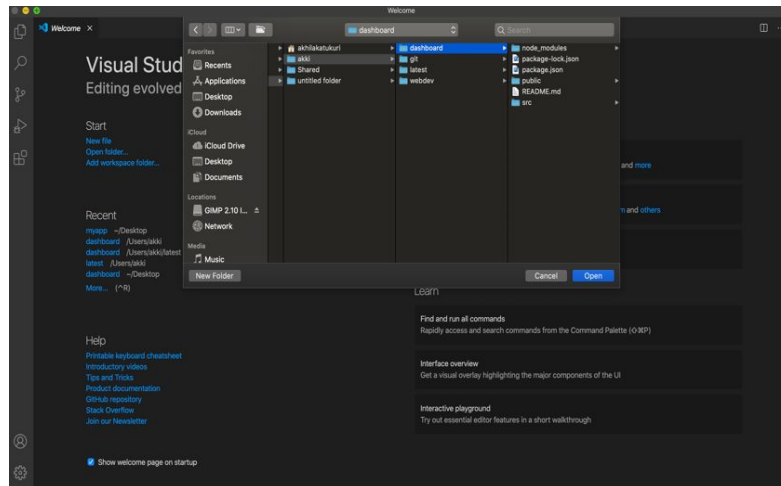 Welcome
Welcome
dashboard
Search
Visual Stud
Editing evolved
Start
New file
Open folder...
Add workspace folder...
Recent
myapp ~/Desktop
dashboard /Users/akki
dashboard /Users/akki/latest
latest /Users/akki
dashboard ~/Desktop
More... (^R)
Help
Printable keyboard cheatsheet
Introductory videos
Tips and Tricks
Product documentation
GitHub repository
Stack Overflow
Join our Newsletter
Show welcome page on startup
Favorites
Recents
Applications
Desktop
Downloads
iCloud
iCloud Drive
Desktop
Documents
Locations
GIMP 2.10 I...
Network
Media
Music
akhilakatukuri
akki
Shared
untitled folder
dashboard
git
latest
webdev
node_modules
package-lock.json
package.json
public
README.md
src
New Folder
Cancel
Open
and more
n and others
Learn
Find and run all commands
Rapidly access and search commands from the Command Palette (⇧⌘P)
Interface overview
Get a visual overlay highlighting the major components of the UI
Interactive playground
Try out essential editor features in a short walkthrough